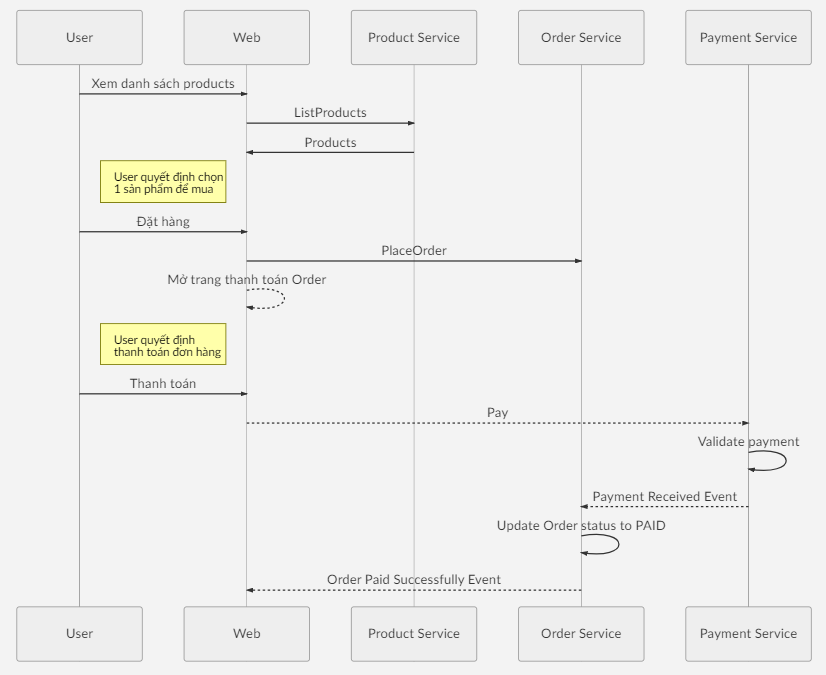 User
Web
Product Service
Order Service
Payment Service
Xem danh sách products
ListProducts
Products
User quyết định chọn
1 sản phẩm để mua
Đặt hàng
PlaceOrder
Mở trang thanh toán Order
User quyết định
thanh toán đơn hàng
Thanh toán
Pay
Validate payment
Payment Received Event
Update Order status to PAID
Order Paid Successfully Event
User
Web
Product Service
Order Service
Payment Service